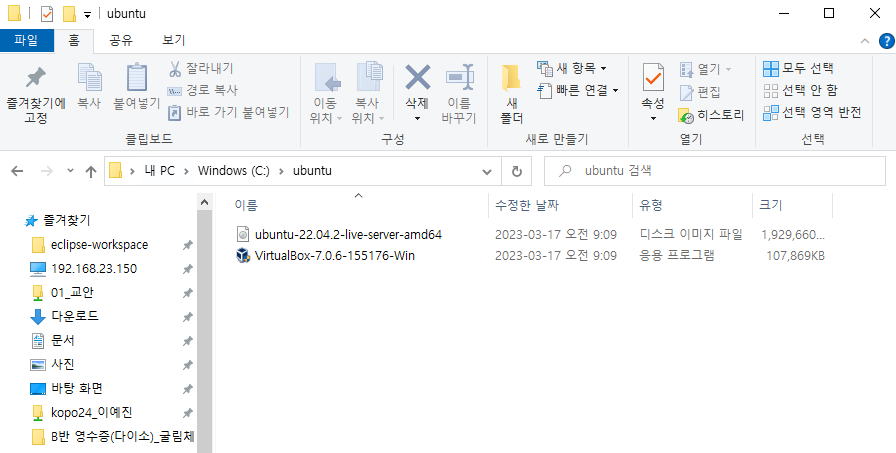 ubuntu
파일 홈 공유 보기
즐겨찾기에 고정
복사
붙여넣기
잘라내기
경로 복사
바로 가기 붙여넣기
클립보드
이동 위치
복사 위치
삭제
이름 바꾸기
구성
새 폴더
새 항목
빠른 연결
새로 만들기
속성
열기
편집
히스토리
열기
모두 선택
선택 안 함
선택 영역 반전
선택
내 PC Windows (C:) ubuntu
ubuntu 검색
이름 수정한 날짜 유형 크기
ubuntu-22.04.2-live-server-amd64 2023-03-17 오전 9:09 디스크 이미지 파일 1,929,660...
VirtualBox-7.0.6-155176-Win 2023-03-17 오전 9:09 응용 프로그램 107,869KB
즐겨찾기
eclipse-workspace
192.168.23.150
01_교안
다운로드
문서
사진
바탕 화면
kopo24_이예진
B반 영수증(다이소)_굴림체